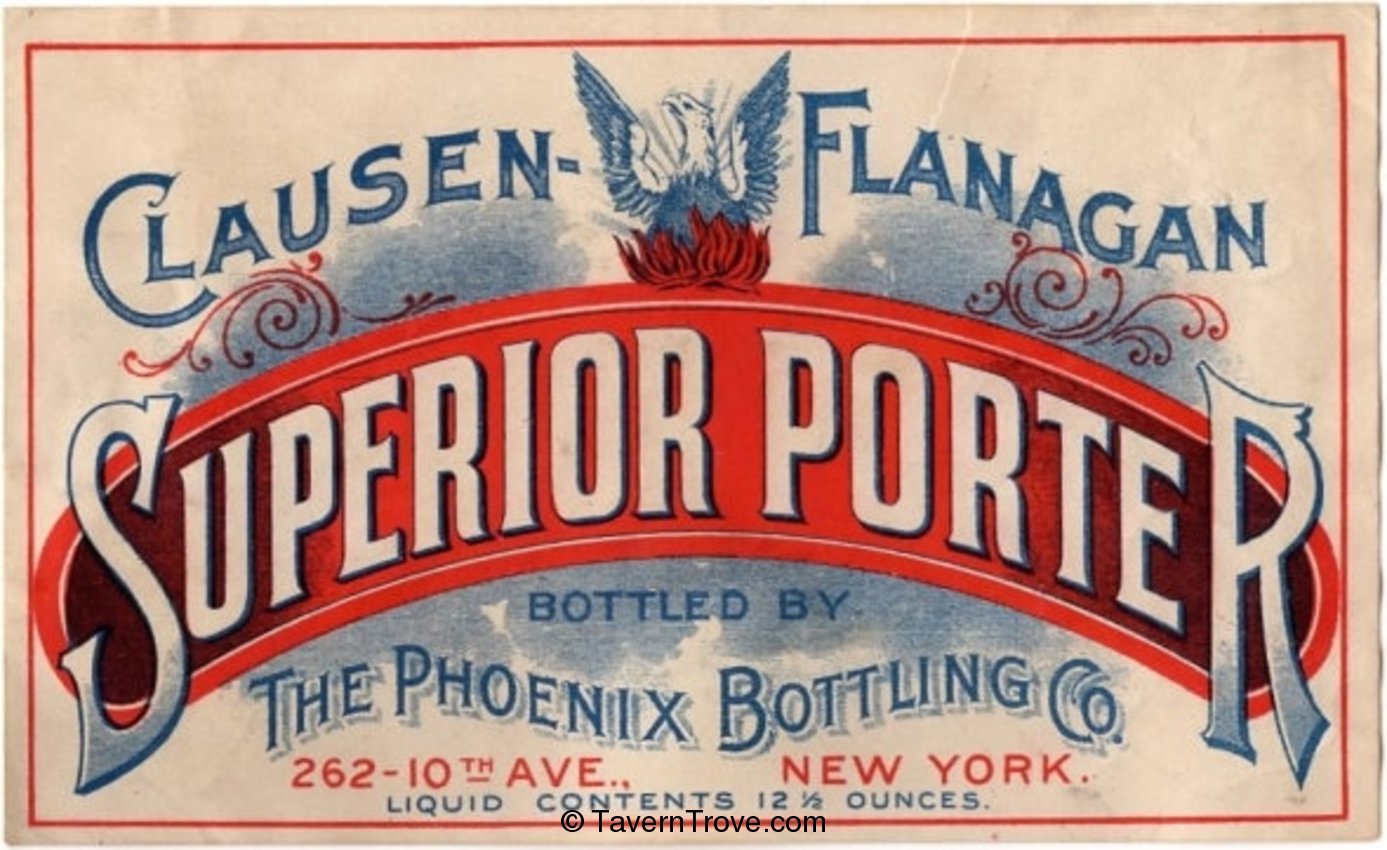 CLAUSEN-FLANAGAN
SUPERIOR PORTER
BOTTLED BY
THE PHOENIX BOTTLING CO.
262-10TH AVE., NEW YORK.
LIQUID CONTENTS 12 ½ OUNCES.
© TavernTrove.com